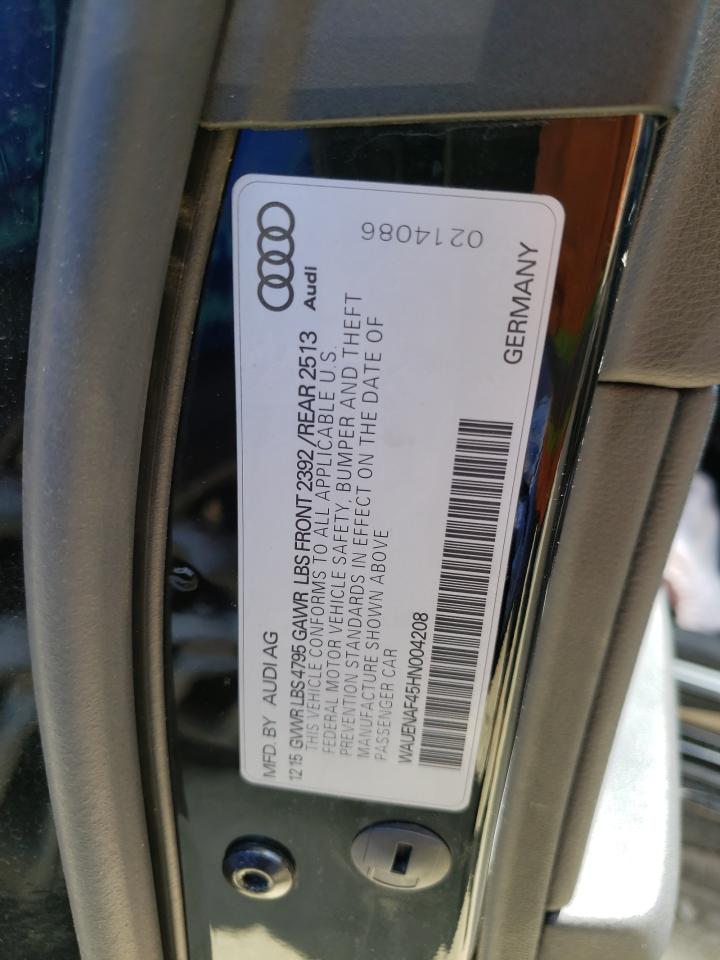 MFD. BY AUDI AG
Audi
1215 GVWR LBS 4795 GAWR LBS FRONT 2392 /REAR 2513
THIS VEHICLE CONFORMS TO ALL APPLICABLE U.S.
FEDERAL MOTOR VEHICLE SAFETY, BUMPER AND THEFT
PREVENTION STANDARDS IN EFFECT ON THE DATE OF
MANUFACTURE SHOWN ABOVE
PASSENGER CAR
0214086
WAUENAF45HN004208
GERMANY